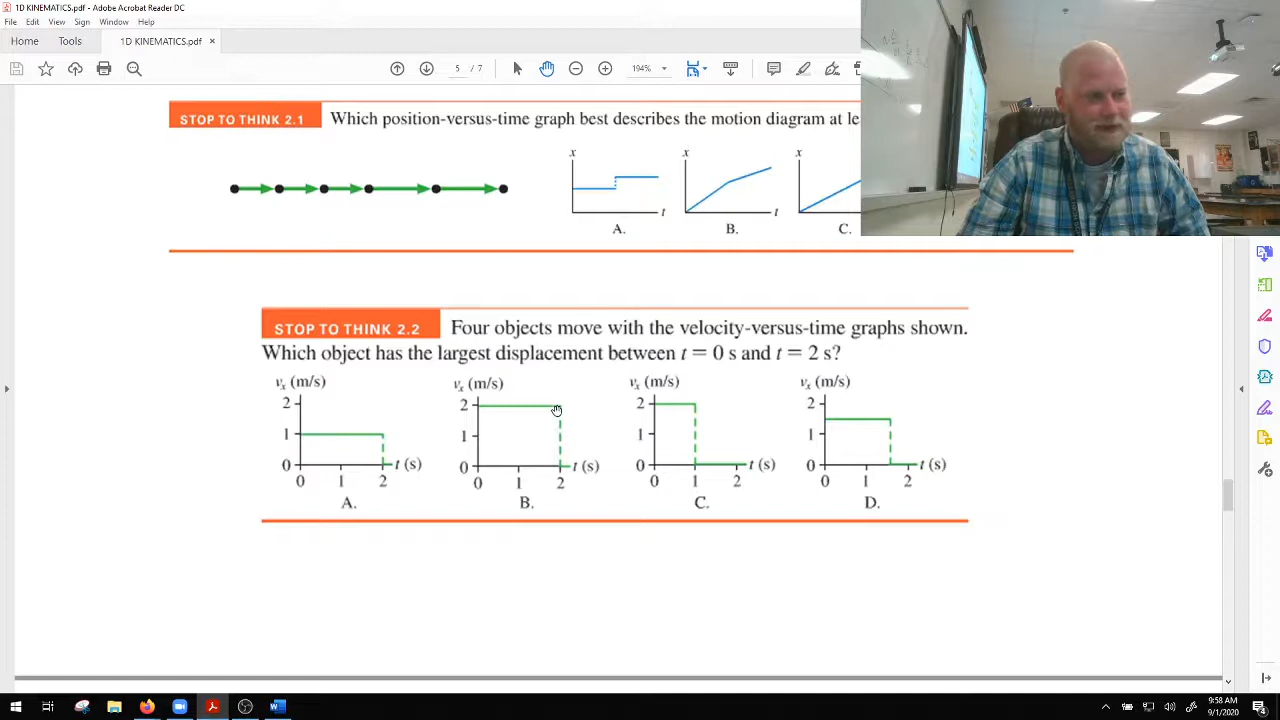 1D KINEMATICS.pdf - Adobe Acrobat Reader DC
File Edit View Sign Window Help
Home Tools 1D KINEMATICS.pdf ×
5 / 7 194%
STOP TO THINK 2.1 Which position-versus-time graph best describes the motion diagram at le
x x x
t t
A. B. C.
STOP TO THINK 2.2 Four objects move with the velocity-versus-time graphs shown.
Which object has the largest displacement between t = 0 s and t = 2 s?
vₓ (m/s) vₓ (m/s) vₓ (m/s) vₓ (m/s)
2 2 2 2
1 1 1 1
0 t (s) 0 t (s) 0 t (s) 0 t (s)
0 1 2 0 1 2 0 1 2 0 1 2
A. B. C. D.
9:58 AM
9/1/2020